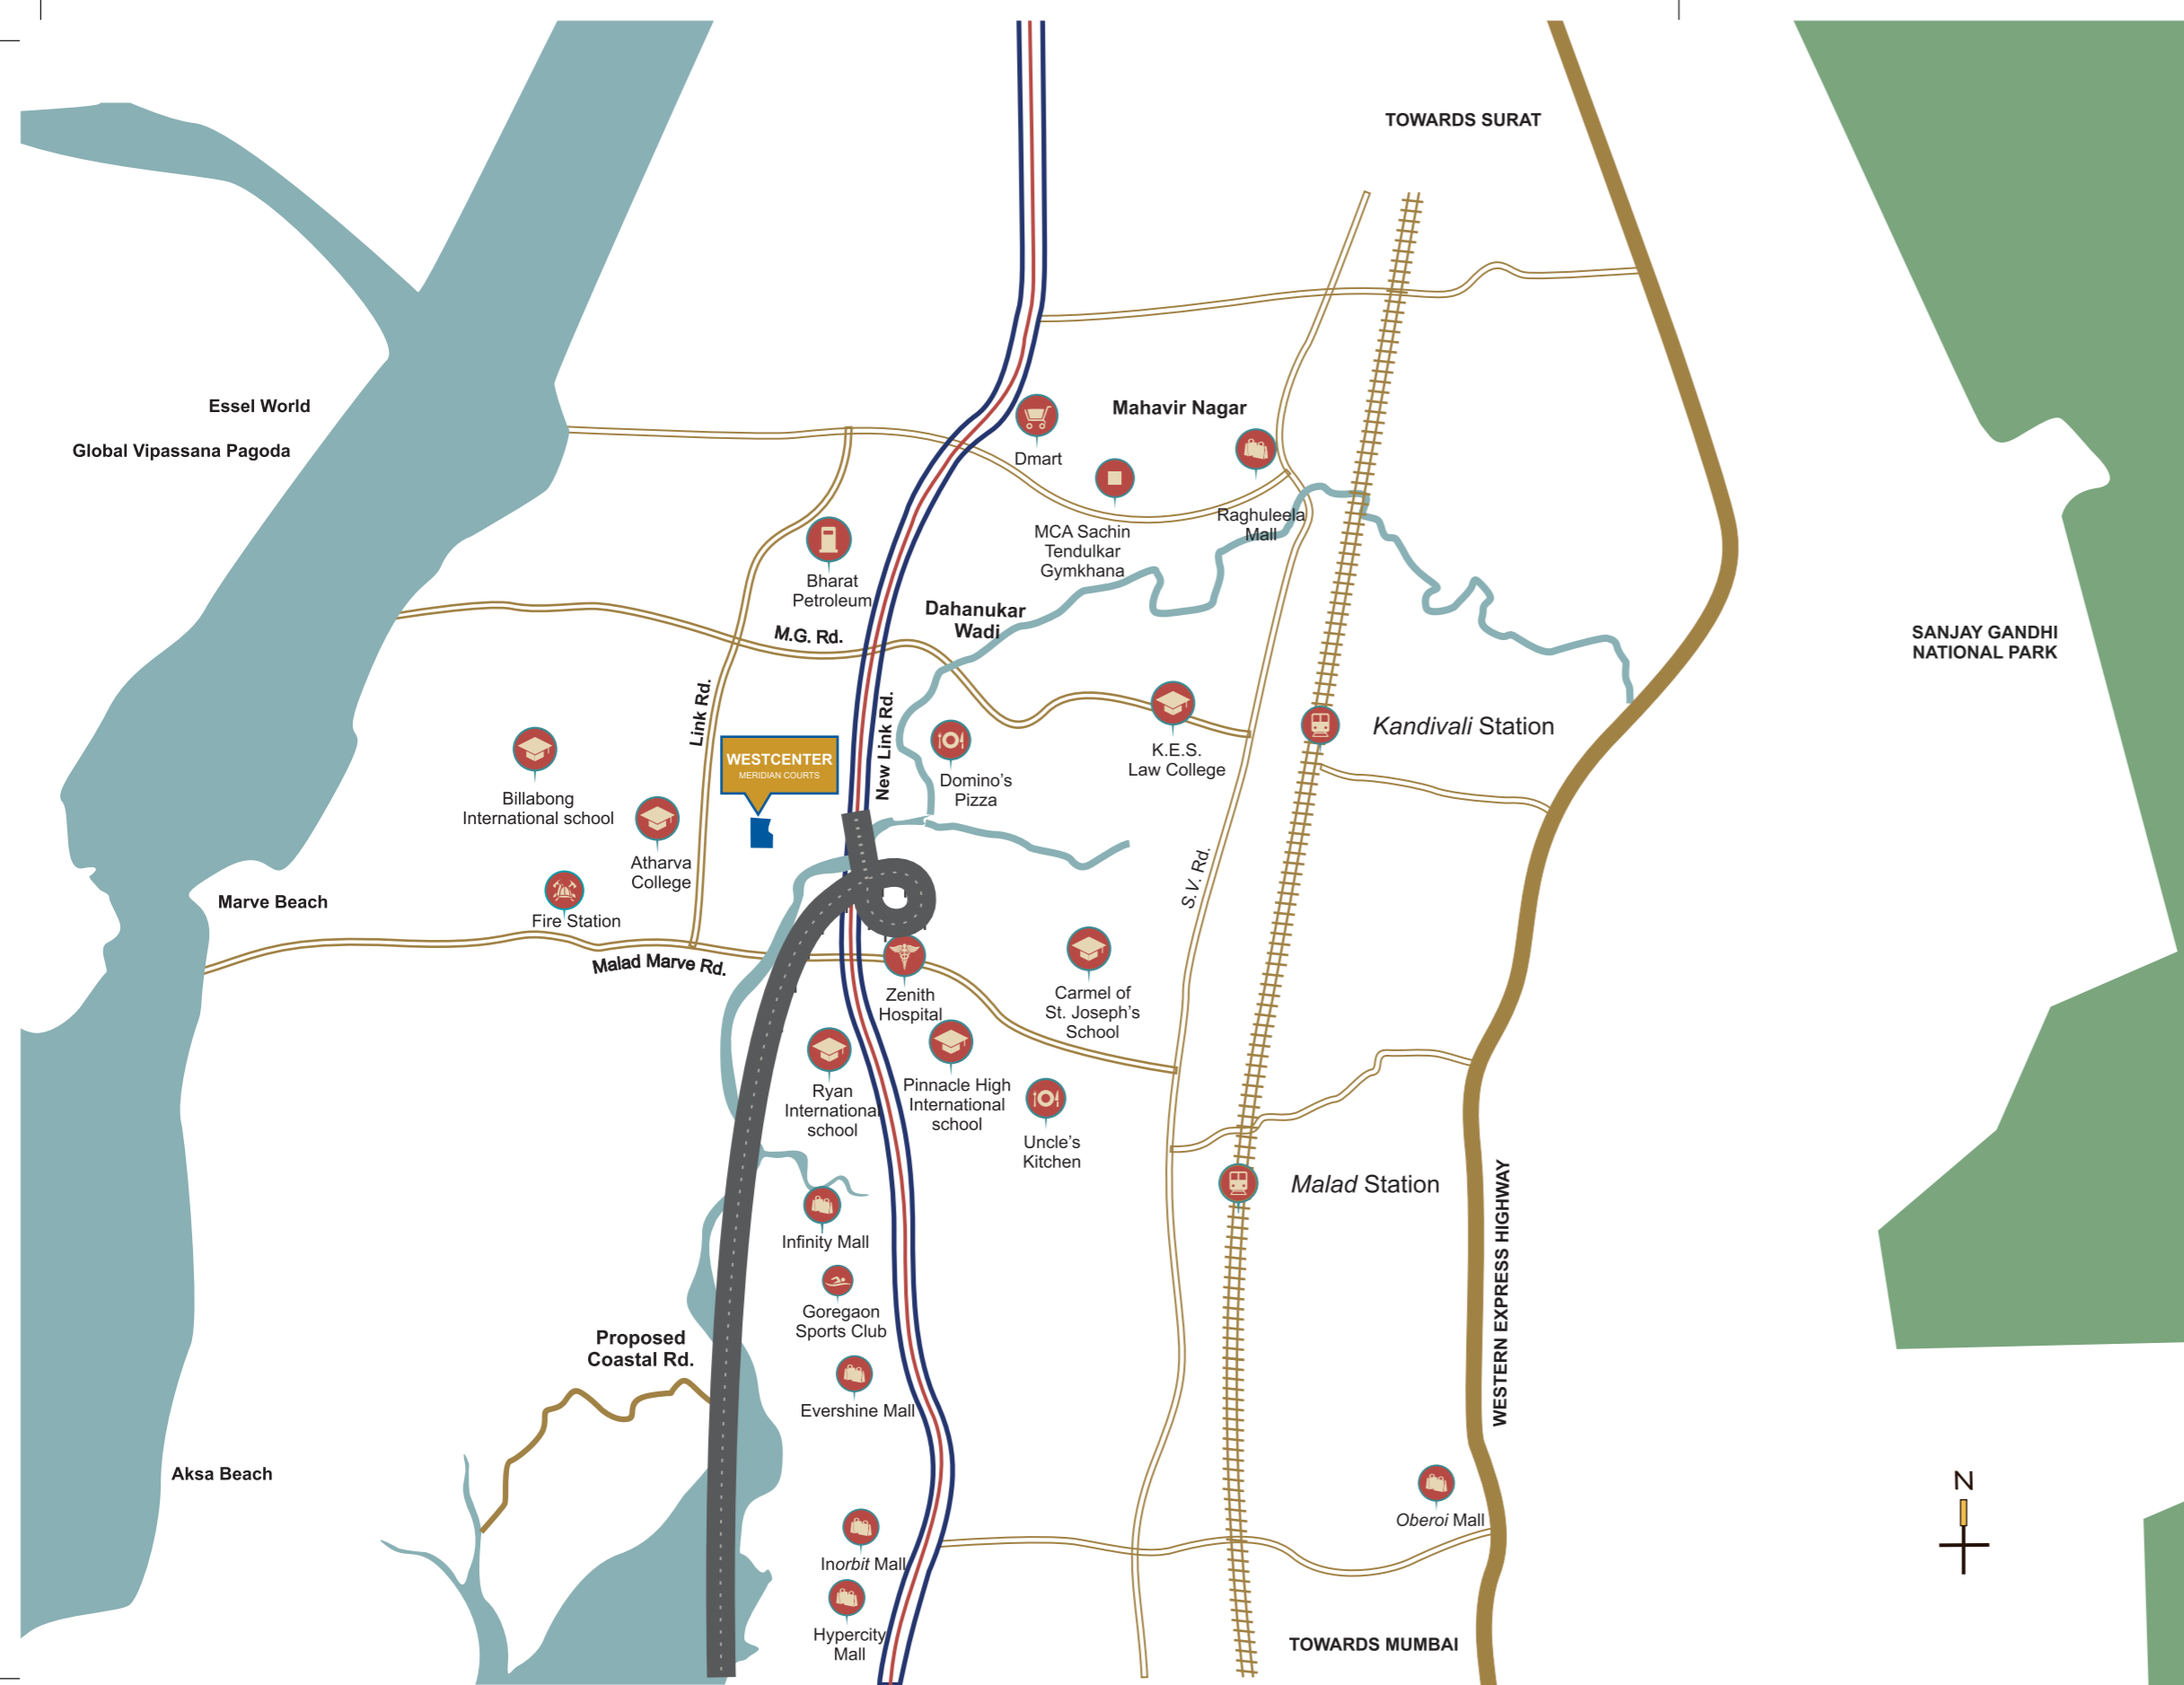 TOWARDS SURAT
Essel World
Global Vipassana Pagoda
Mahavir Nagar
Dmart
MCA Sachin
Tendulkar
Gymkhana
Raghuleela
Mall
Bharat
Petroleum
Dahanukar
Wadi
M.G. Rd.
SANJAY GANDHI
NATIONAL PARK
Link Rd.
New Link Rd.
Kandivali Station
WESTCENTER
MERIDIAN COURTS
K.E.S.
Law College
Domino's
Pizza
Billabong
International school
Atharva
College
S.V. Rd.
Marve Beach
Fire Station
Malad Marve Rd.
Zenith
Hospital
Carmel of
St. Joseph's
School
Ryan
International
school
Pinnacle High
International
school
Uncle's
Kitchen
Malad Station
WESTERN EXPRESS HIGHWAY
Infinity Mall
Goregaon
Sports Club
Proposed
Coastal Rd.
Evershine Mall
Aksa Beach
N
Oberoi Mall
Inorbit Mall
Hypercity
Mall
TOWARDS MUMBAI